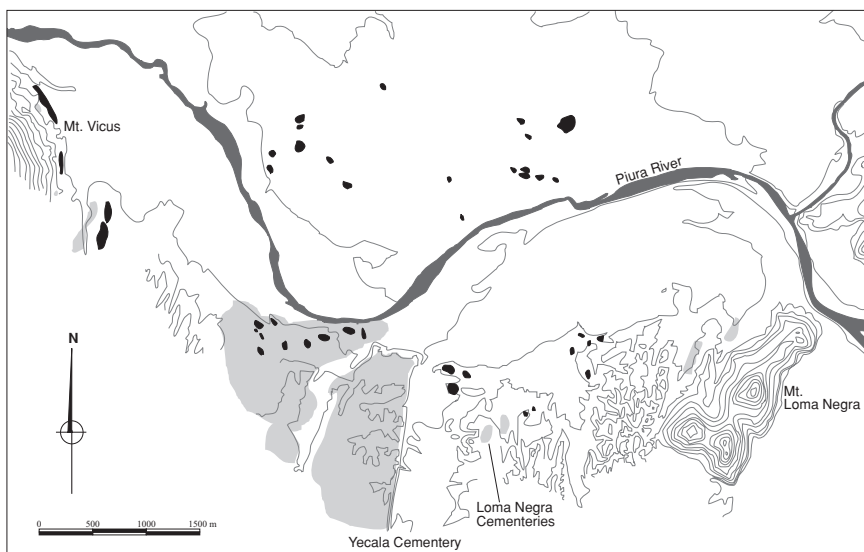 Mt. Vicus
Piura River
N
Mt.
Loma Negra
Loma Negra
Cementeries
Yecala Cementery
0 500 1000 1500 m